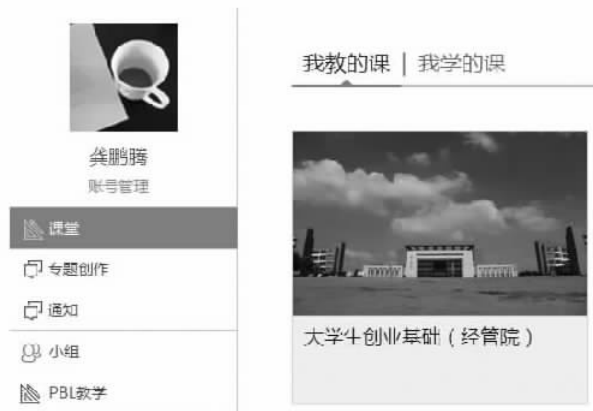 龚鹏腾
账号管理
课堂
专题创作
通知
小组
PBL教学
我教的课 | 我学的课
大学生创业基础（经管院）